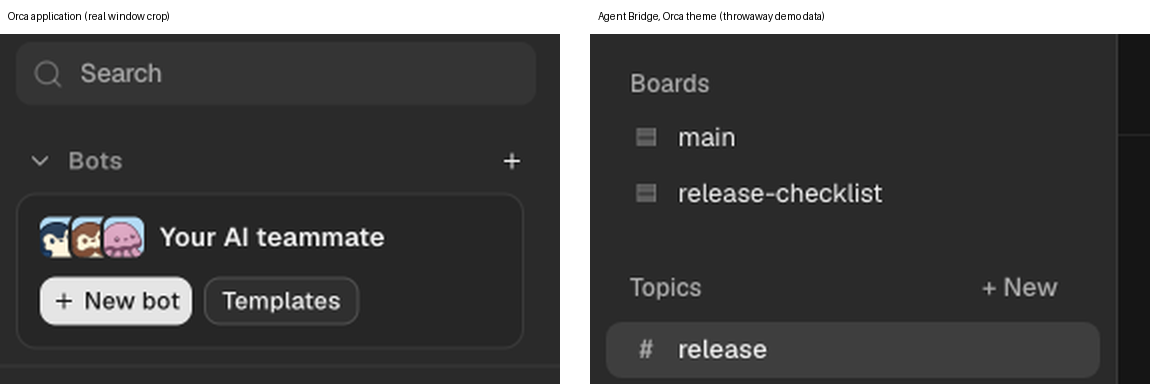 Orca application (real window crop)
Search
Bots
+
Your AI teammate
+ New bot
Templates
Agent Bridge, Orca theme (throwaway demo data)
Boards
main
release-checklist
Topics
+ New
# release